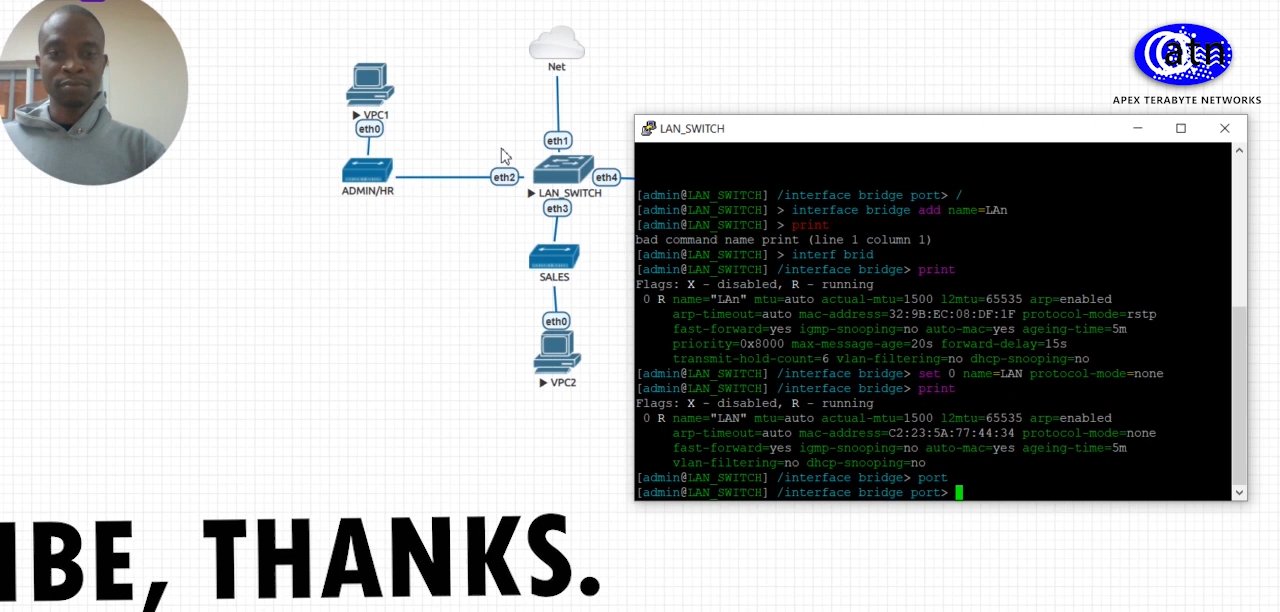 Net
VPC1
eth0
ADMIN/HR
eth2
eth1
LAN_SWITCH
eth4
eth3
SALES
eth0
VPC2
atn
APEX TERABYTE NETWORKS
LAN_SWITCH
[admin@LAN_SWITCH] /interface bridge port> /
[admin@LAN_SWITCH] > interface bridge add name=LAn
[admin@LAN_SWITCH] > print
bad command name print (line 1 column 1)
[admin@LAN_SWITCH] > interf brid
[admin@LAN_SWITCH] /interface bridge> print
Flags: X - disabled, R - running
0 R name="LAn" mtu=auto actual-mtu=1500 l2mtu=65535 arp=enabled
arp-timeout=auto mac-address=32:9B:EC:08:DF:1F protocol-mode=rstp
fast-forward=yes igmp-snooping=no auto-mac=yes ageing-time=5m
priority=0x8000 max-message-age=20s forward-delay=15s
transmit-hold-count=6 vlan-filtering=no dhcp-snooping=no
[admin@LAN_SWITCH] /interface bridge> set 0 name=LAN protocol-mode=none
[admin@LAN_SWITCH] /interface bridge> print
Flags: X - disabled, R - running
0 R name="LAN" mtu=auto actual-mtu=1500 l2mtu=65535 arp=enabled
arp-timeout=auto mac-address=C2:23:5A:77:44:34 protocol-mode=none
fast-forward=yes igmp-snooping=no auto-mac=yes ageing-time=5m
vlan-filtering=no dhcp-snooping=no
[admin@LAN_SWITCH] /interface bridge> port
[admin@LAN_SWITCH] /interface bridge port>
IBE, THANKS.